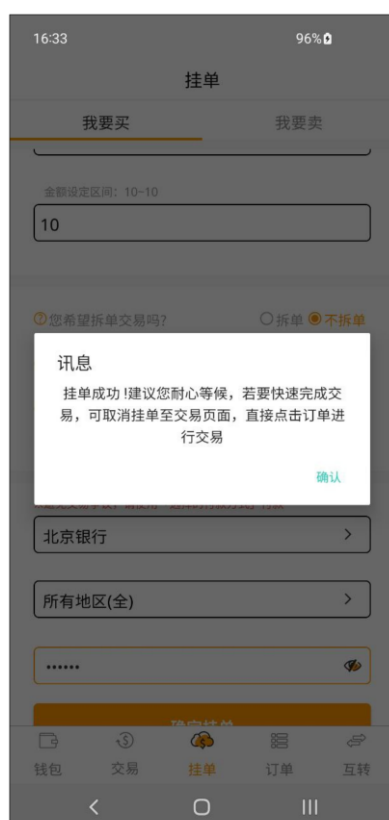 16:33
96%
挂单
我要买
我要卖
金额设定区间：10~10
10
您希望拆单交易吗?
拆单
不拆单
讯息
挂单成功 !建议您耐心等候，若要快速完成交
易，可取消挂单至交易页面，直接点击订单进
行交易
确认
北京银行
所有地区(全)
••••••
确定挂单
钱包
交易
挂单
订单
互转